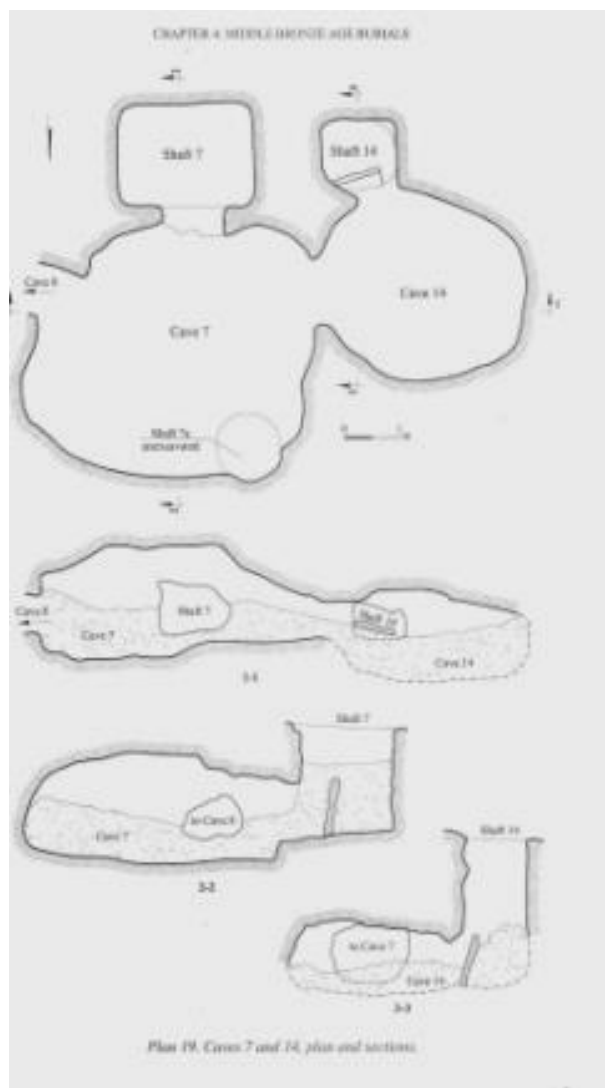 CHAPTER 4: MIDDLE BRONZE AGE BURIALS
Shaft 7
Shaft 14
Cave 8
Cave 14
Cave 7
Shaft 7a
Shaft 7
Cave 8
Cave 7
Shaft 14
Cave 14
1-1
Shaft 7
to Cave 8
Cave 7
2-2
Shaft 14
to Cave 7
Cave 14
3-3
Plan 19. Caves 7 and 14, plan and sections.